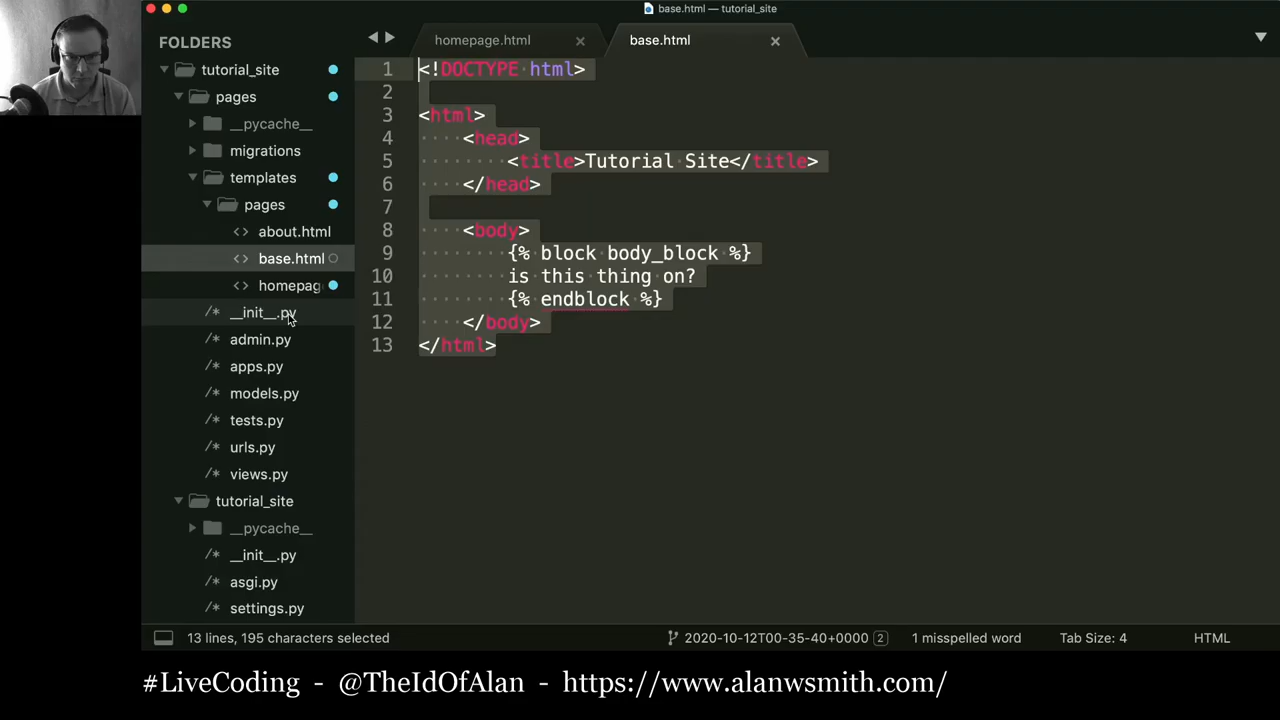 base.html — tutorial_site
FOLDERS
tutorial_site
pages
__pycache__
migrations
templates
pages
<> about.html
<> base.html
<> homepag
/* __init__.py
/* admin.py
/* apps.py
/* models.py
/* tests.py
/* urls.py
/* views.py
tutorial_site
__pycache__
/* __init__.py
/* asgi.py
/* settings.py
homepage.html
base.html
1 <!DOCTYPE html>
2
3 <html>
4 <head>
5 <title>Tutorial Site</title>
6 </head>
7
8 <body>
9 {% block body_block %}
10 is this thing on?
11 {% endblock %}
12 </body>
13 </html>
13 lines, 195 characters selected
2020-10-12T00-35-40+0000 2
1 misspelled word
Tab Size: 4
HTML
#LiveCoding - @TheIdOfAlan - https://www.alanwsmith.com/